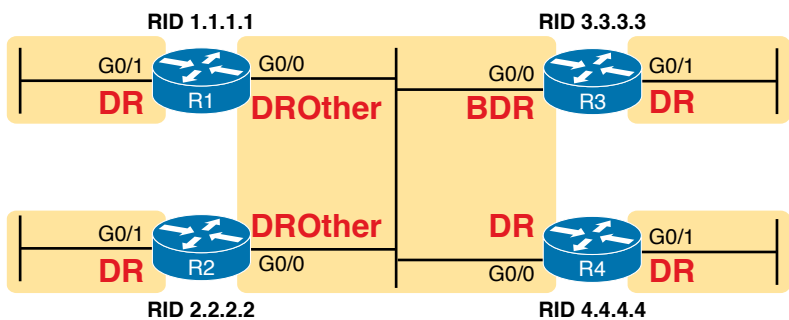 RID 1.1.1.1
RID 3.3.3.3
G0/1
R1
G0/0
G0/0
R3
G0/1
DR
DROther
BDR
DR
G0/1
R2
DROther
G0/0
DR
G0/0
R4
G0/1
DR
DR
RID 2.2.2.2
RID 4.4.4.4